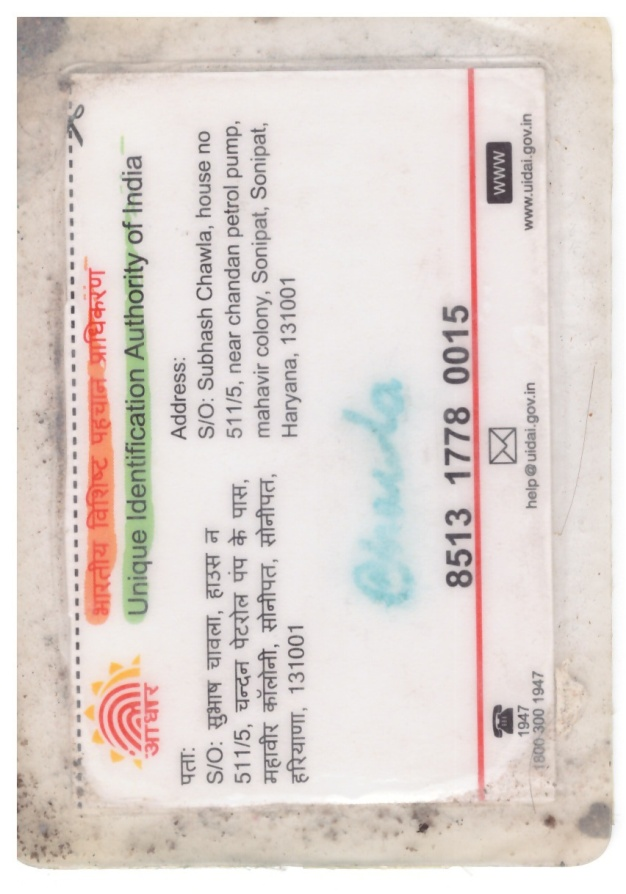 भारतीय विशिष्ट पहचान प्राधिकरण
Unique Identification Authority of India
आधार
पता:
S/O: सुभाष चावला, हाउस न
511/5, चन्दन पेटरोल पंप के पास,
महावीर कॉलोनी, सोनीपत, सोनीपत,
हरियाणा, 131001
Address:
S/O: Subhash Chawla, house no
511/5, near chandan petrol pump,
mahavir colony, Sonipat, Sonipat,
Haryana, 131001
8513 1778 0015
1947
1800 300 1947
help@uidai.gov.in
WWW
www.uidai.gov.in